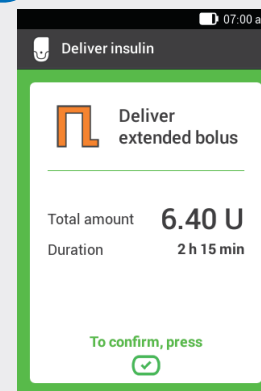 07:00 a
Deliver insulin
Deliver
extended bolus
Total amount 6.40 U
Duration 2 h 15 min
To confirm, press